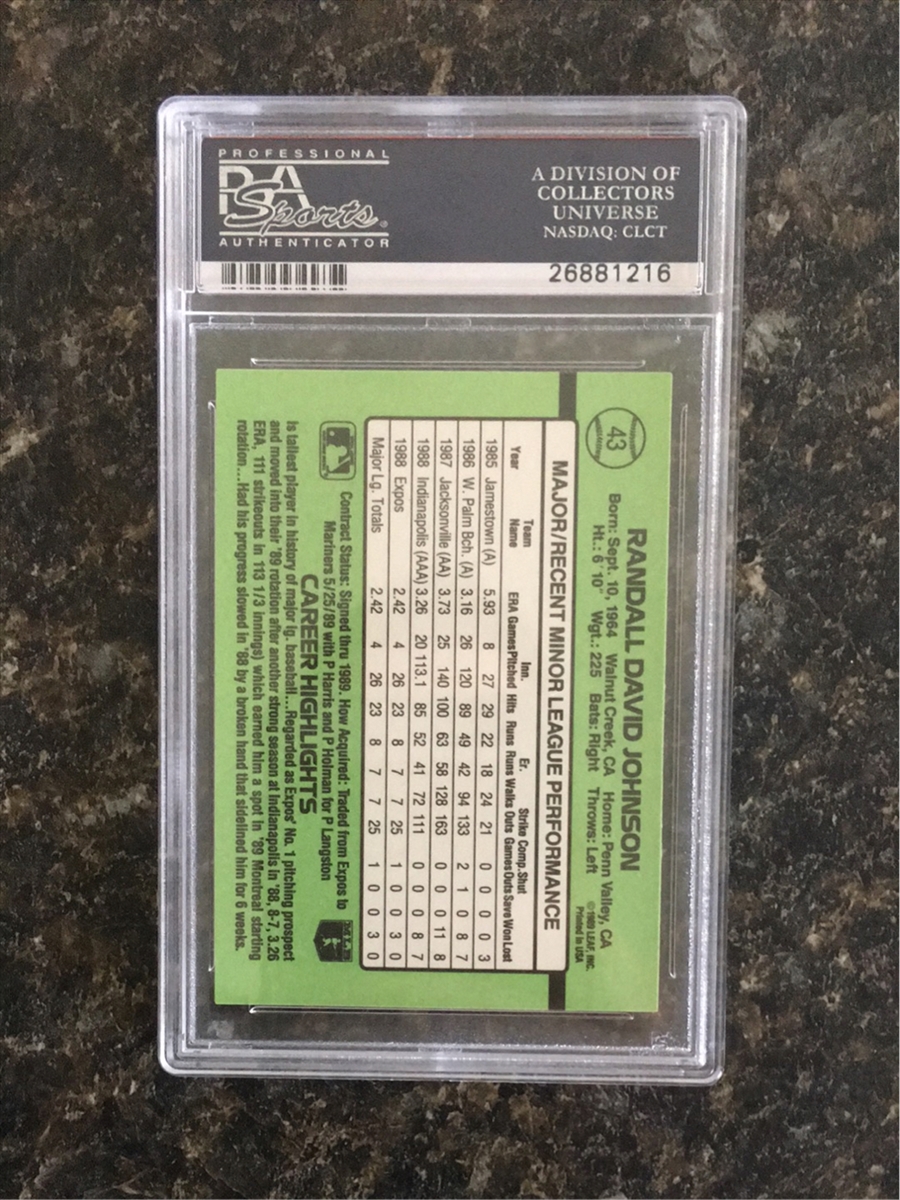 PROFESSIONAL
PSA
Sports®
AUTHENTICATOR
A DIVISION OF
COLLECTORS
UNIVERSE
NASDAQ: CLCT
26881216
43
RANDALL DAVID JOHNSON
Born: Sept. 10, 1964 Walnut Creek, CA Home: Penn Valley, CA
Ht.: 6'10" Wgt.: 225 Bats: Right Throws: Left
©1989 LEAF, INC.
Printed in USA
MAJOR/RECENT MINOR LEAGUE PERFORMANCE
Team Inn. Er. Strike Comp. Shut
Year Name ERA Games Pitched Hits Runs Runs Walks Outs Games Outs Save Won Lost
1985 Jamestown (A) 5.93 8 27 29 22 18 24 21 0 0 0 0 3
1986 W. Palm Bch. (A) 3.16 26 120 89 49 42 94 133 2 1 0 8 7
1987 Jacksonville (AA) 3.73 25 140 100 63 58 128 163 0 0 0 11 8
1988 Indianapolis (AAA) 3.26 20 113.1 85 52 41 72 111 0 0 0 8 7
1988 Expos 2.42 4 26 23 8 7 7 25 1 0 0 3 0
Major Lg. Totals 2.42 4 26 23 8 7 7 25 1 0 0 3 0
Contract Status: Signed thru 1989. How Acquired: Traded from Expos to
Mariners 5/25/89 with P Harris and P Holman for P Langston
CAREER HIGHLIGHTS
Is tallest player in history of major lg. baseball...Regarded as Expos' No. 1 pitching prospect
and moved into their '89 rotation after another strong season at Indianapolis in '88, 8-7, 3.26
ERA, 111 strikeouts in 113 1/3 innings) which earned him a spot in '89 Montreal starting
rotation...Had his progress slowed in '88 by a broken hand that sidelined him for 6 weeks.